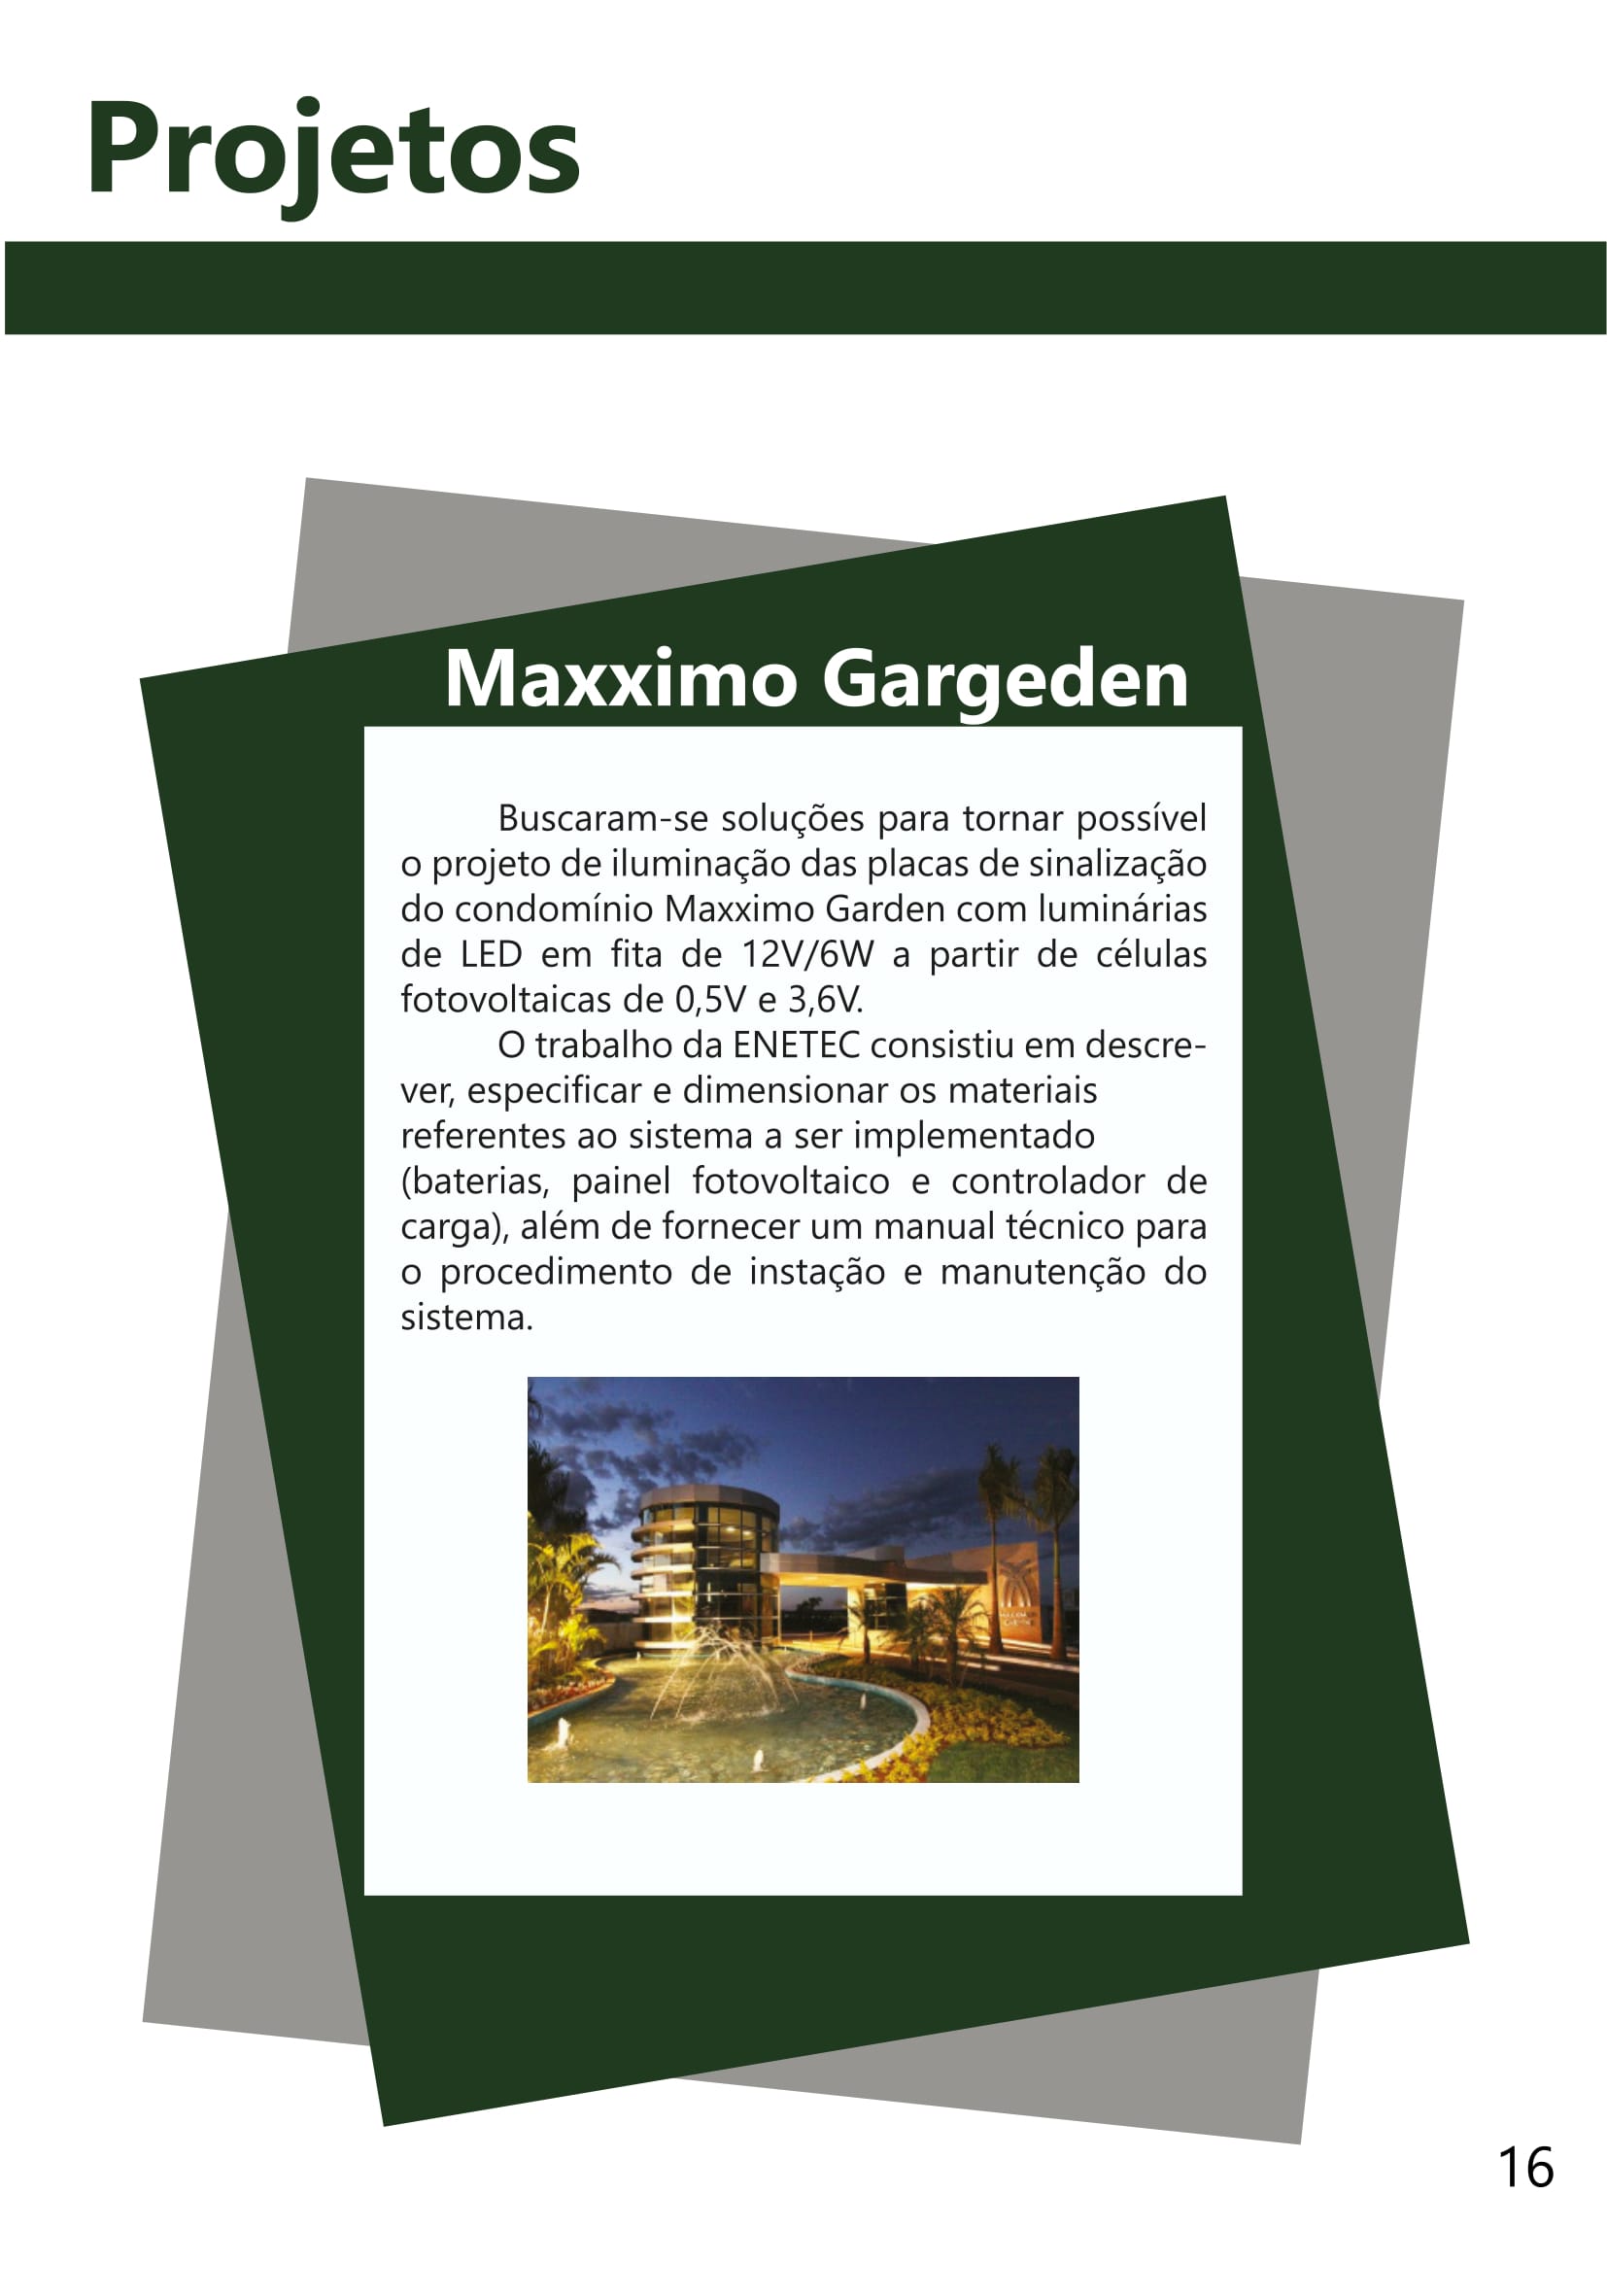 Projetos
Maxximo Gargeden
Buscaram-se soluções para tornar possível
o projeto de iluminação das placas de sinalização
do condomínio Maxximo Garden com luminárias
de LED em fita de 12V/6W a partir de células
fotovoltaicas de 0,5V e 3,6V.
O trabalho da ENETEC consistiu em descre-
ver, especificar e dimensionar os materiais
referentes ao sistema a ser implementado
(baterias, painel fotovoltaico e controlador de
carga), além de fornecer um manual técnico para
o procedimento de instação e manutenção do
sistema.
16